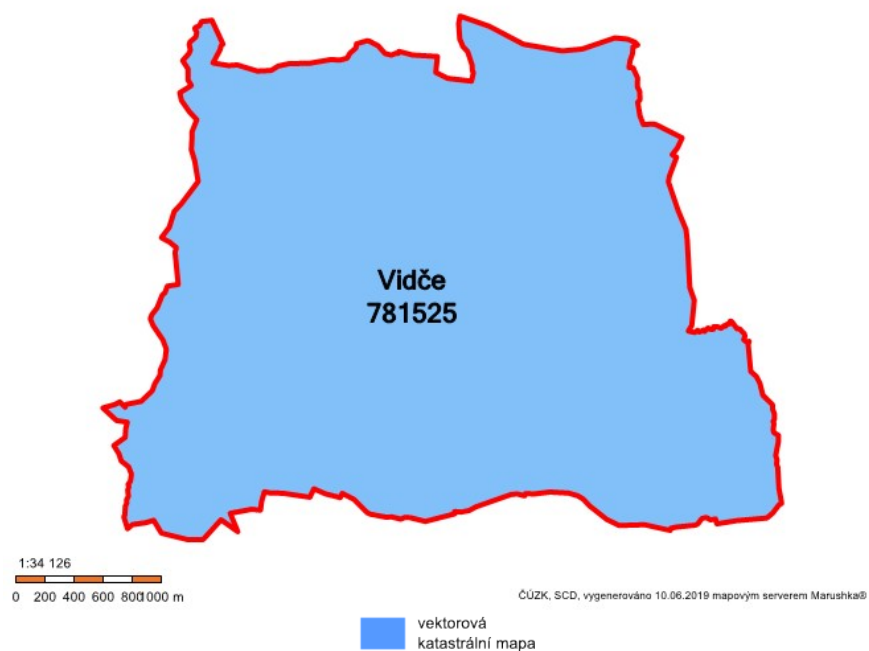 Vidče
781525
1:34 126
0 200 400 600 800 1000 m
ČÚZK, SCD, vygenerováno 10.06.2019 mapovým serverem Marushka®
vektorová
katastrální mapa